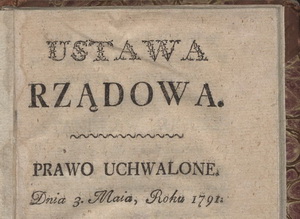 USTAWA
RZĄDOWA.
PRAWO UCHWALONE.
Dnia 3. Maia, Roku 1791.